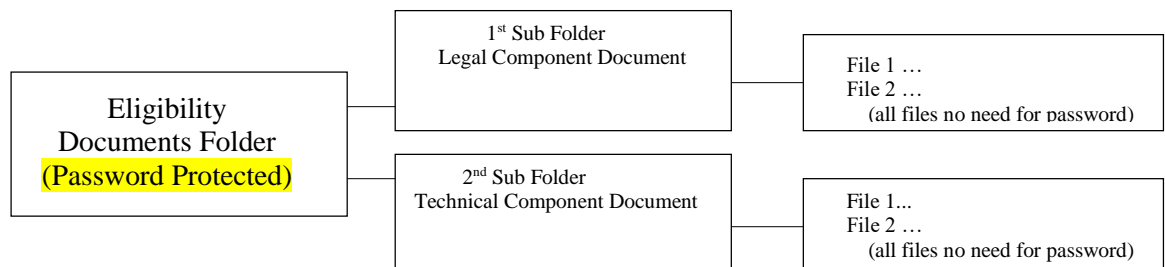 Eligibility
Documents Folder
(Password Protected)
1st Sub Folder
Legal Component Document
File 1 …
File 2 …
(all files no need for password)
2nd Sub Folder
Technical Component Document
File 1...
File 2 …
(all files no need for password)